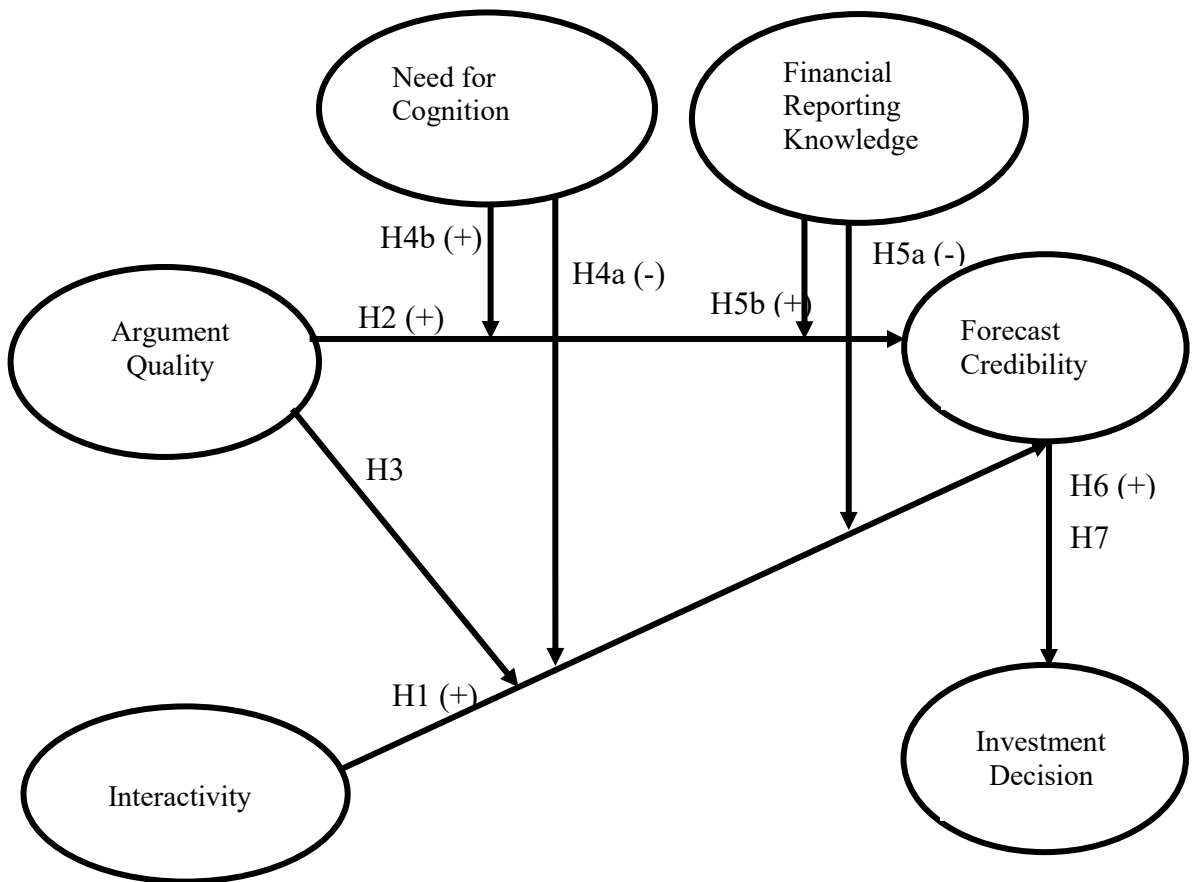 Need for
Cognition
Financial
Reporting
Knowledge
H4b (+)
H4a (-)
H5a (-)
H2 (+)
H5b (+)
Argument
Quality
Forecast
Credibility
H3
H6 (+)
H7
H1 (+)
Investment
Decision
Interactivity